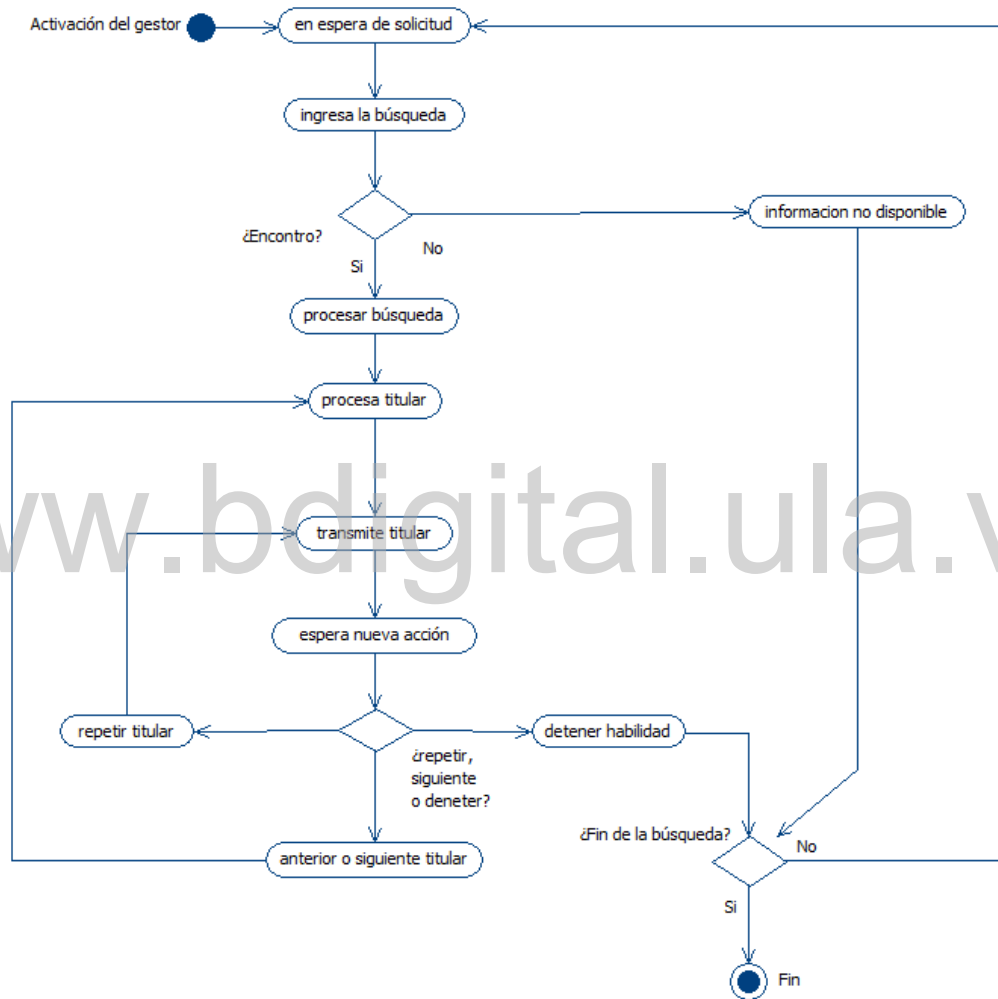 Activación del gestor
en espera de solicitud
ingresa la búsqueda
¿Encontro?
No
informacion no disponible
Si
procesar búsqueda
procesa titular
www.bdigital.ula.v
transmite titular
espera nueva acción
repetir titular
detener habilidad
¿repetir,
siguiente
o deneter?
¿Fin de la búsqueda?
No
anterior o siguiente titular
Si
Fin